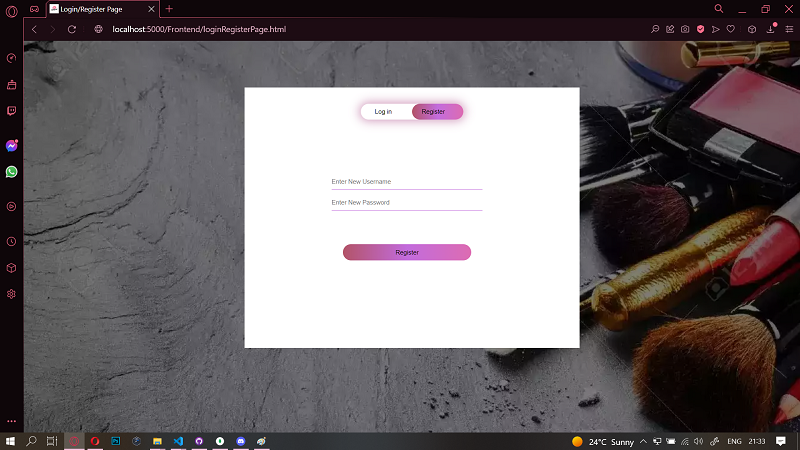 Login/Register Page
localhost:5000/Frontend/loginRegisterPage.html
Log in
Register
Enter New Username
Enter New Password
Register
24°C Sunny
ENG
21:33